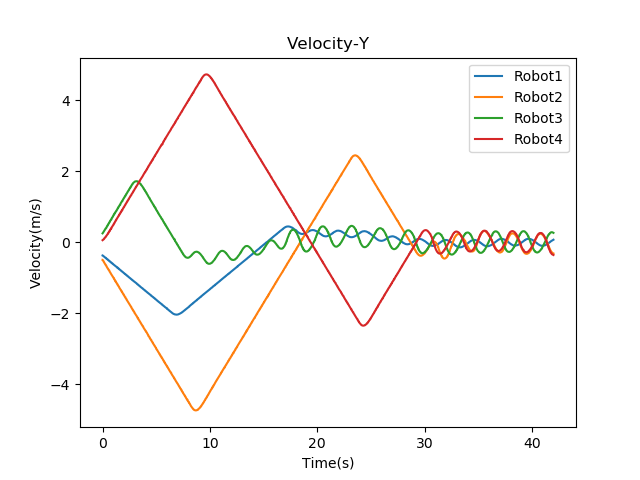 Velocity-Y
Robot1
Robot2
Robot3
Robot4
Velocity(m/s)
4
2
0
−2
−4
0 10 20 30 40
Time(s)